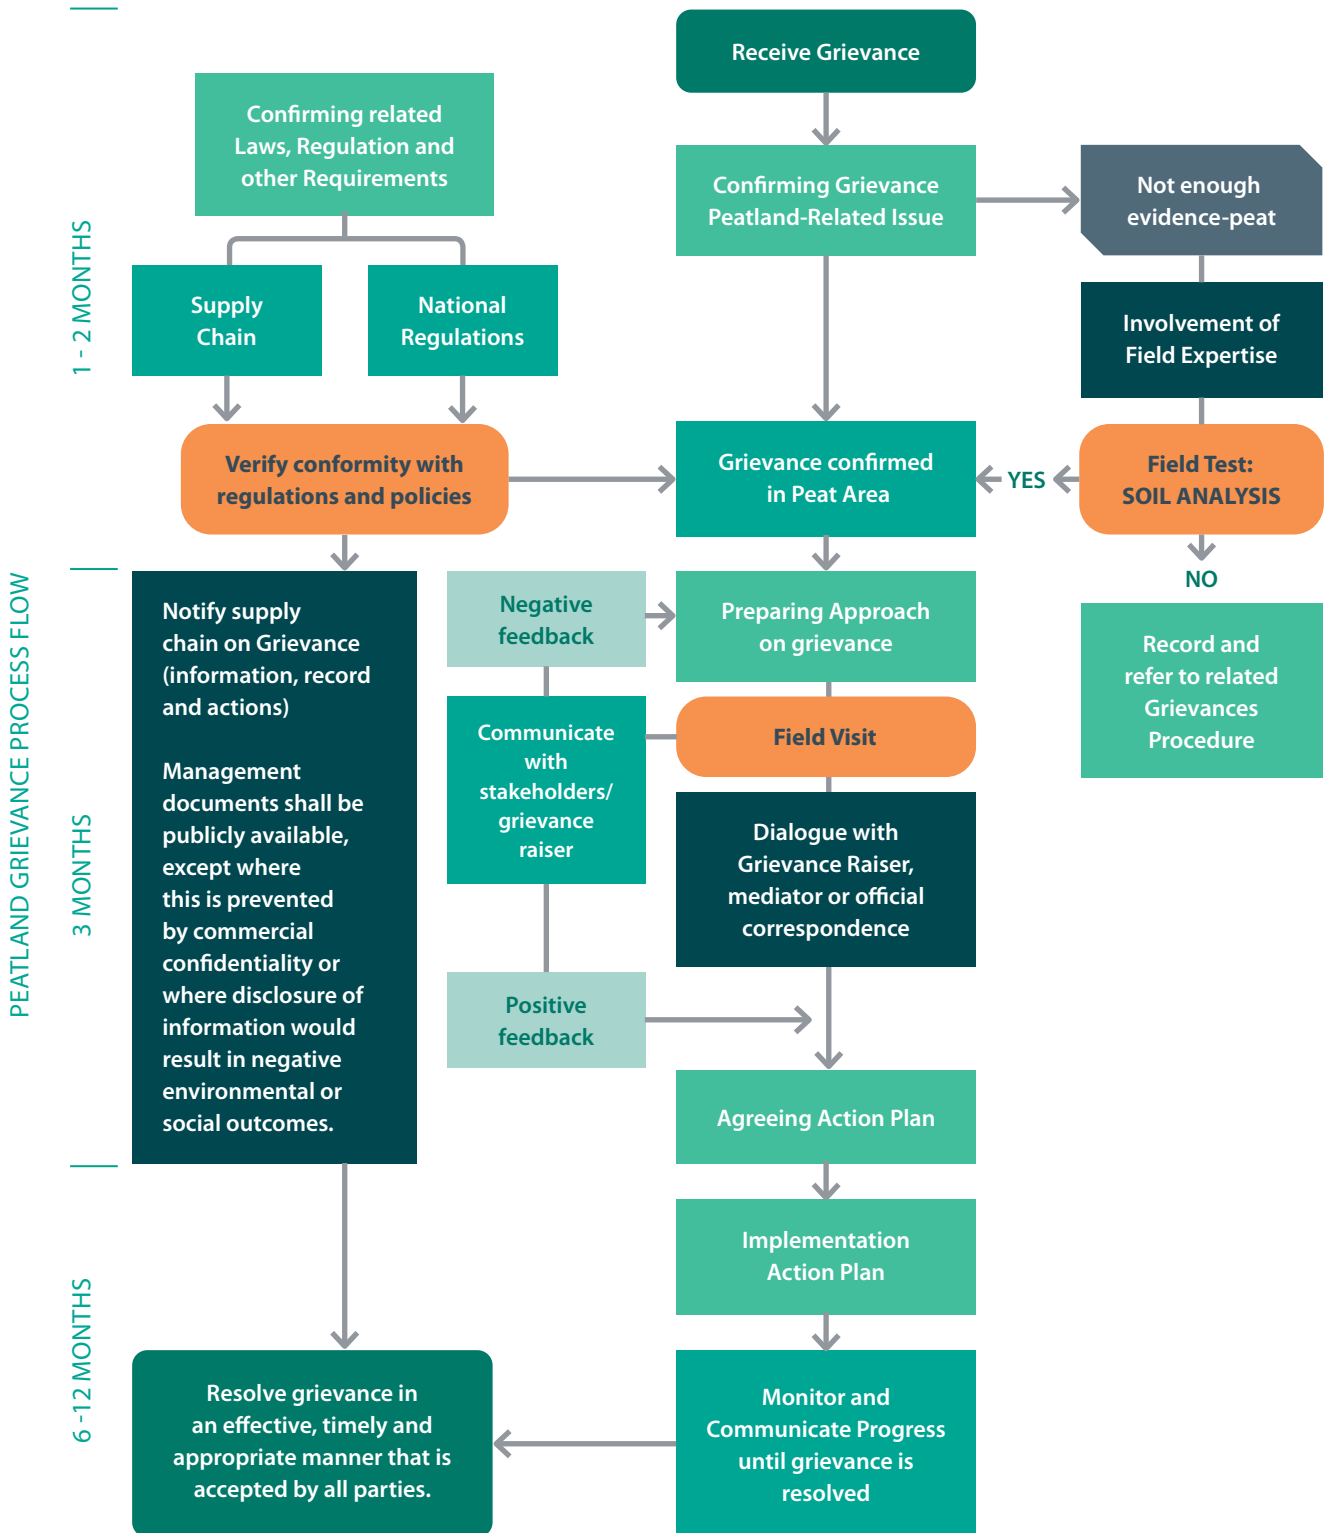 PEATLAND GRIEVANCE PROCESS FLOW
1 - 2 MONTHS
Receive Grievance
Confirming related
Laws, Regulation and
other Requirements
Confirming Grievance
Peatland-Related Issue
Not enough
evidence-peat
Supply
Chain
National
Regulations
Involvement of
Field Expertise
Verify conformity with
regulations and policies
Grievance confirmed
in Peat Area
YES
Field Test:
SOIL ANALYSIS
NO
Record and
refer to related
Grievances
Procedure
3 MONTHS
Notify supply
chain on Grievance
(information, record
and actions)
Management
documents shall be
publicly available,
except where
this is prevented
by commercial
confidentiality or
where disclosure of
information would
result in negative
environmental or
social outcomes.
Negative
feedback
Preparing Approach
on grievance
Communicate
with
stakeholders/
grievance
raiser
Field Visit
Dialogue with
Grievance Raiser,
mediator or official
correspondence
Positive
feedback
Agreeing Action Plan
6 -12 MONTHS
Implementation
Action Plan
Resolve grievance in
an effective, timely and
appropriate manner that is
accepted by all parties.
Monitor and
Communicate Progress
until grievance is
resolved